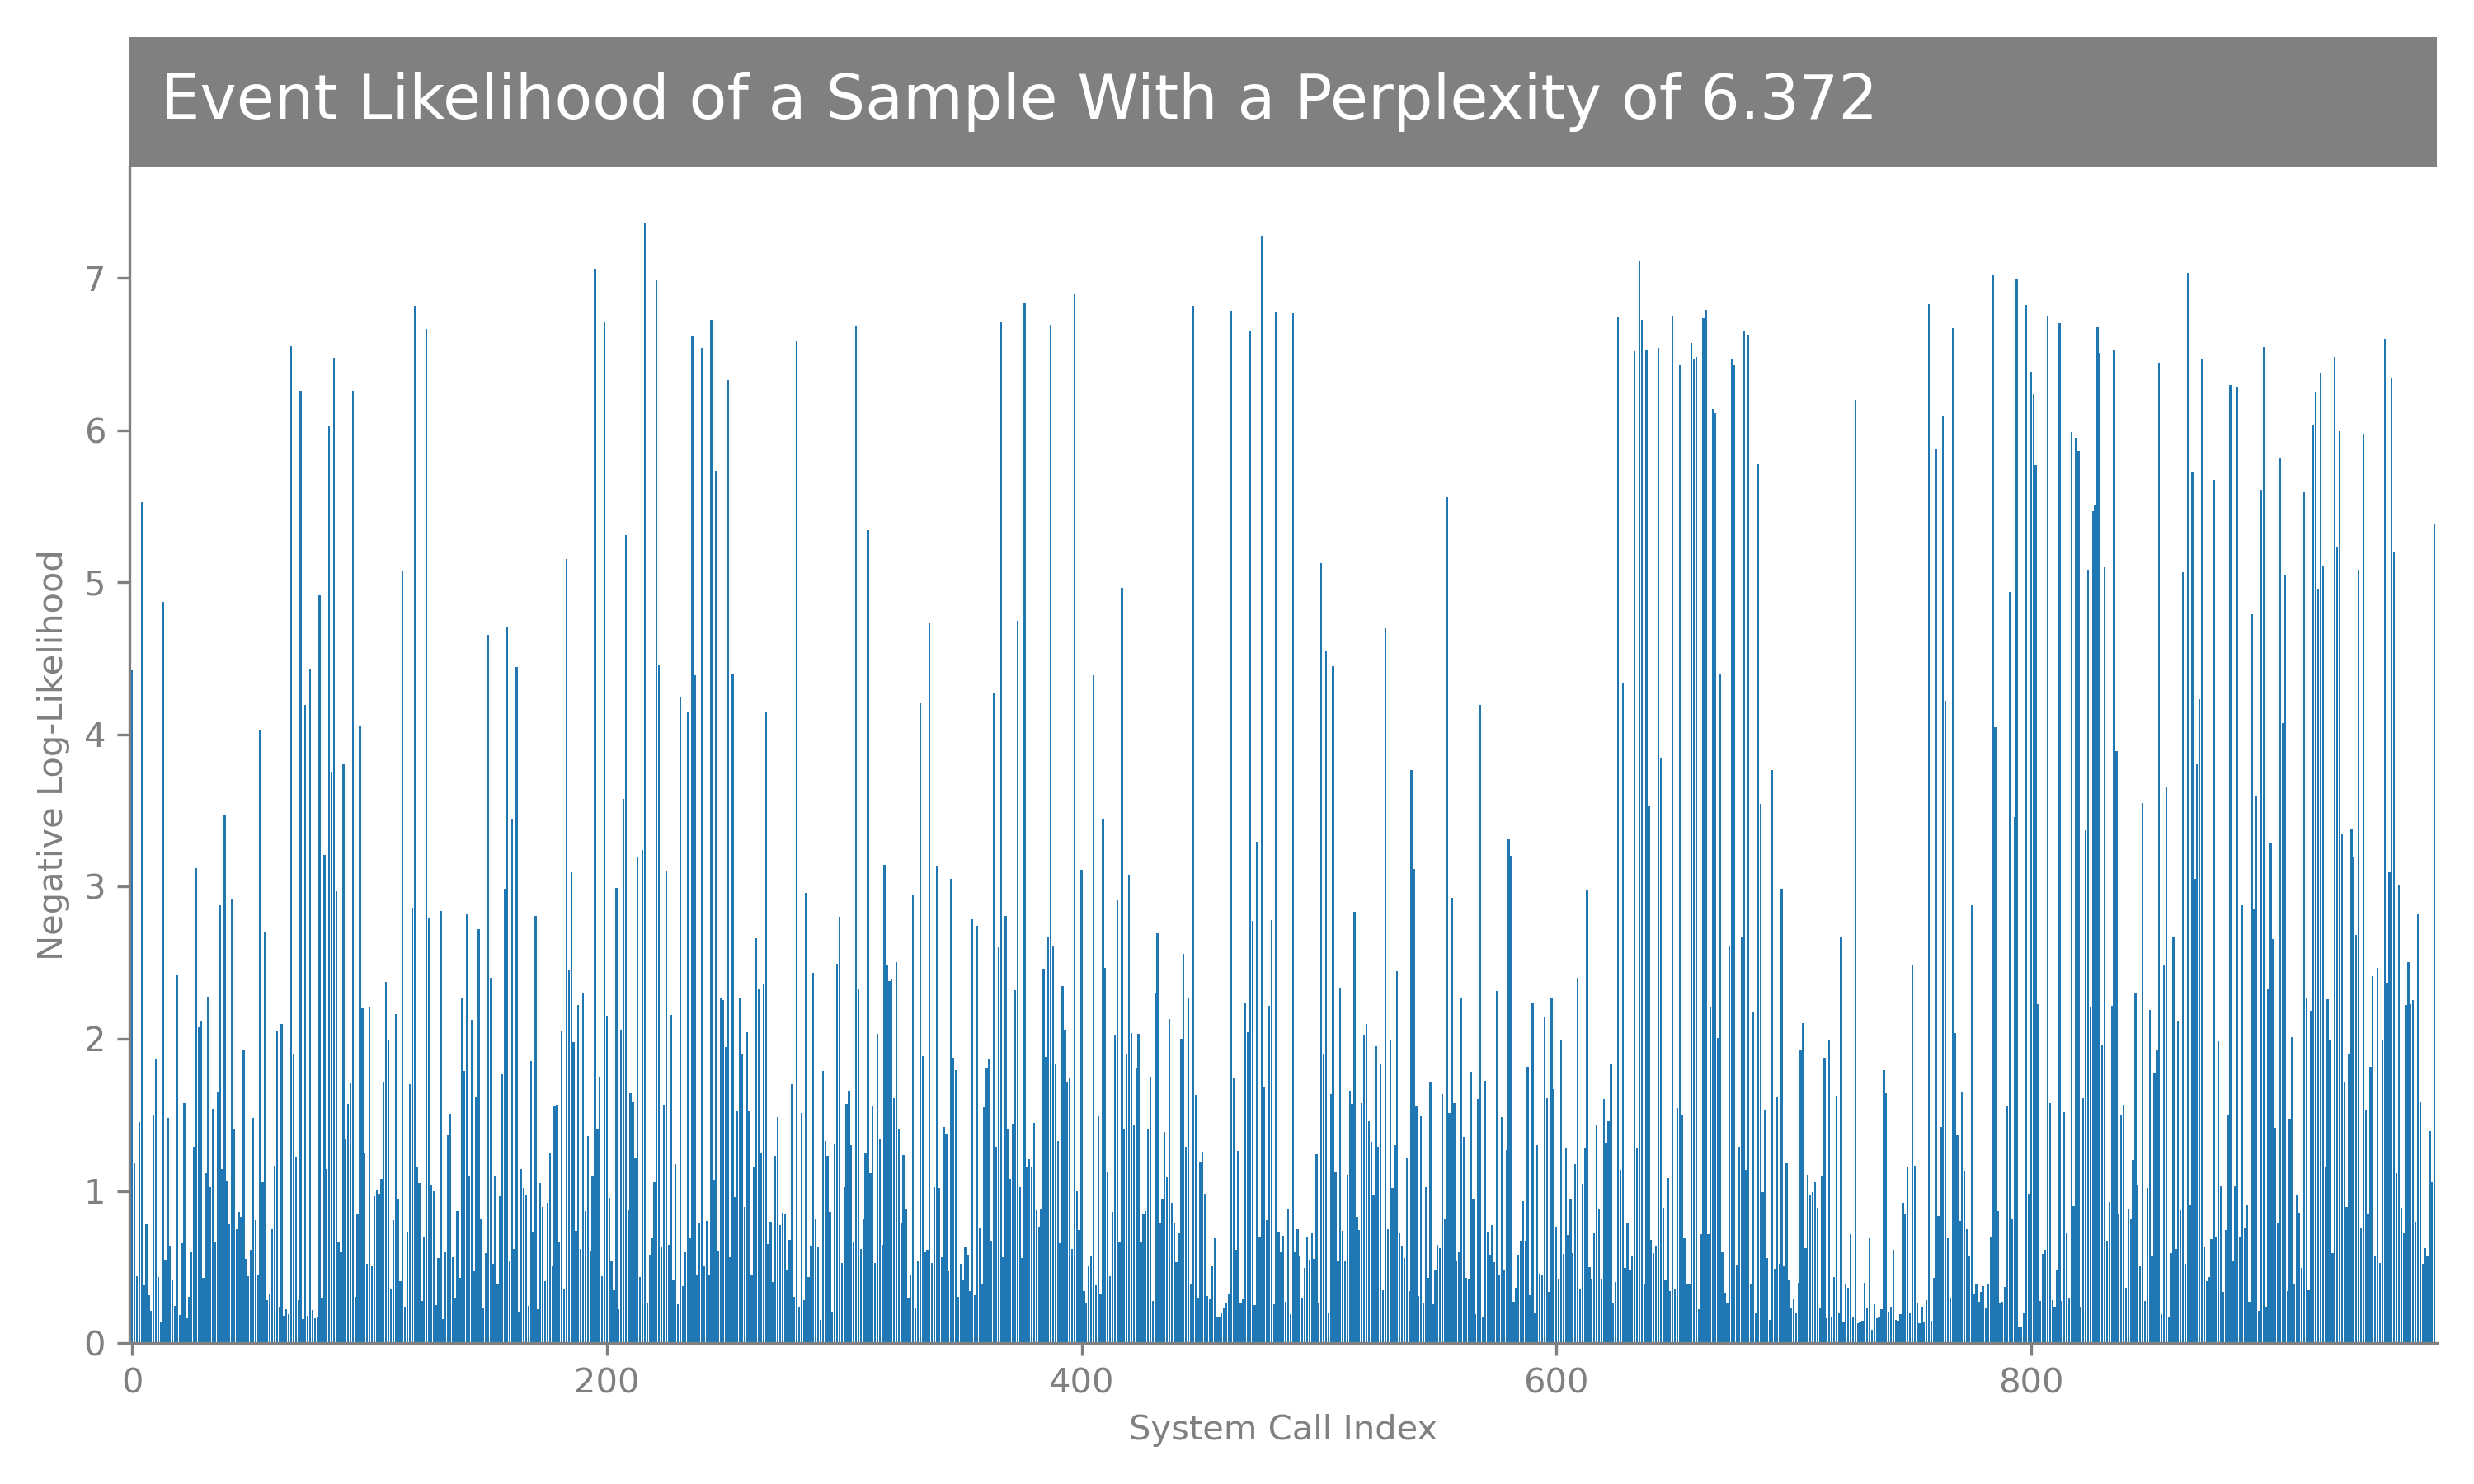 Event Likelihood of a Sample With a Perplexity of 6.372
Negative Log-Likelihood
7
6
5
4
3
2
1
0
0 200 400 600 800
System Call Index